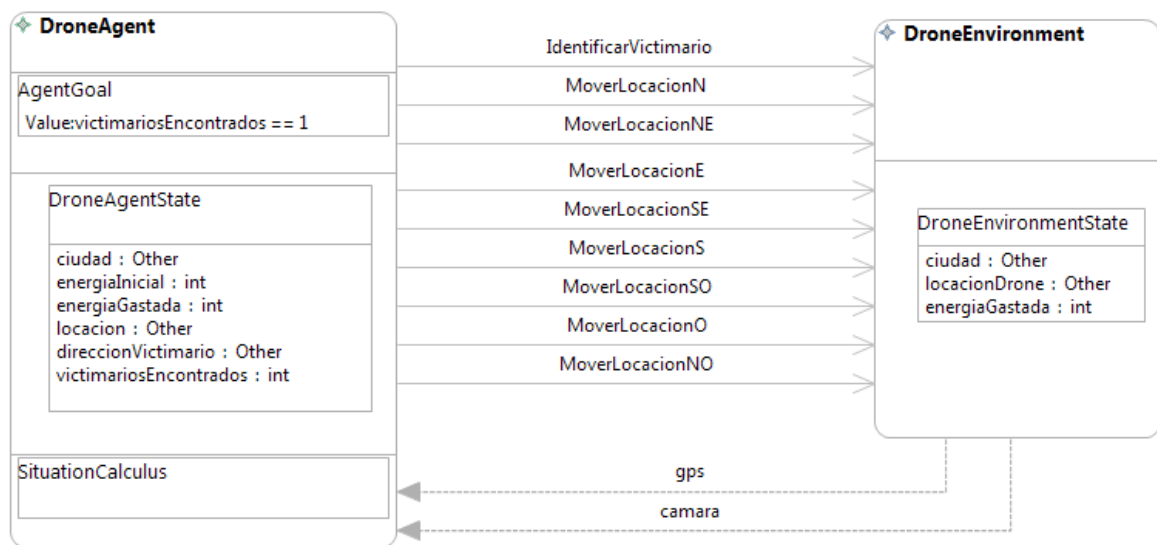 DroneAgent
AgentGoal
Value:victimariosEncontrados == 1
DroneAgentState
ciudad : Other
energiaInicial : int
energiaGastada : int
locacion : Other
direccionVictimario : Other
victimariosEncontrados : int
SituationCalculus
IdentificarVictimario
MoverLocacionN
MoverLocacionNE
MoverLocacionE
MoverLocacionSE
MoverLocacionS
MoverLocacionSO
MoverLocacionO
MoverLocacionNO
gps
camara
DroneEnvironment
DroneEnvironmentState
ciudad : Other
locacionDrone : Other
energiaGastada : int